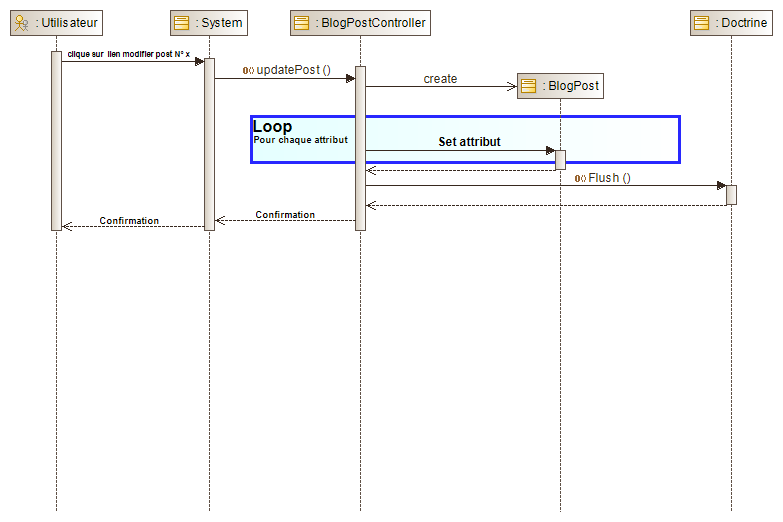 : Utilisateur
: System
: BlogPostController
: Doctrine
clique sur lien modifier post N° x
updatePost ()
create
: BlogPost
Loop
Pour chaque attribut
Set attribut
Flush ()
Confirmation
Confirmation